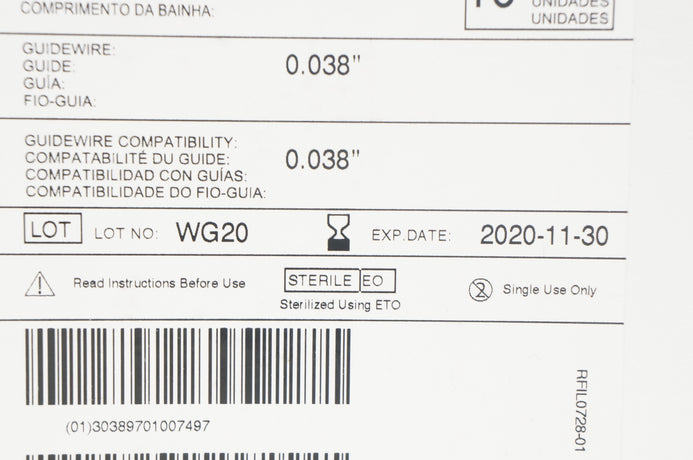 COMPRIMENTO DA BAINHA:
UNIDADES
UNIDADES
GUIDEWIRE:
GUIDE:
GUÍA:
FIO-GUIA:
0.038"
GUIDEWIRE COMPATIBILITY:
COMPATABILITÉ DU GUIDE:
COMPATIBILIDAD CON GUÍAS:
COMPATIBILIDADE DO FIO-GUIA:
0.038"
LOT LOT NO: WG20 EXP.DATE: 2020-11-30
Read Instructions Before Use
STERILE EO
Sterilized Using ETO
2 Single Use Only
(01)30389701007497
RFIL0728-01